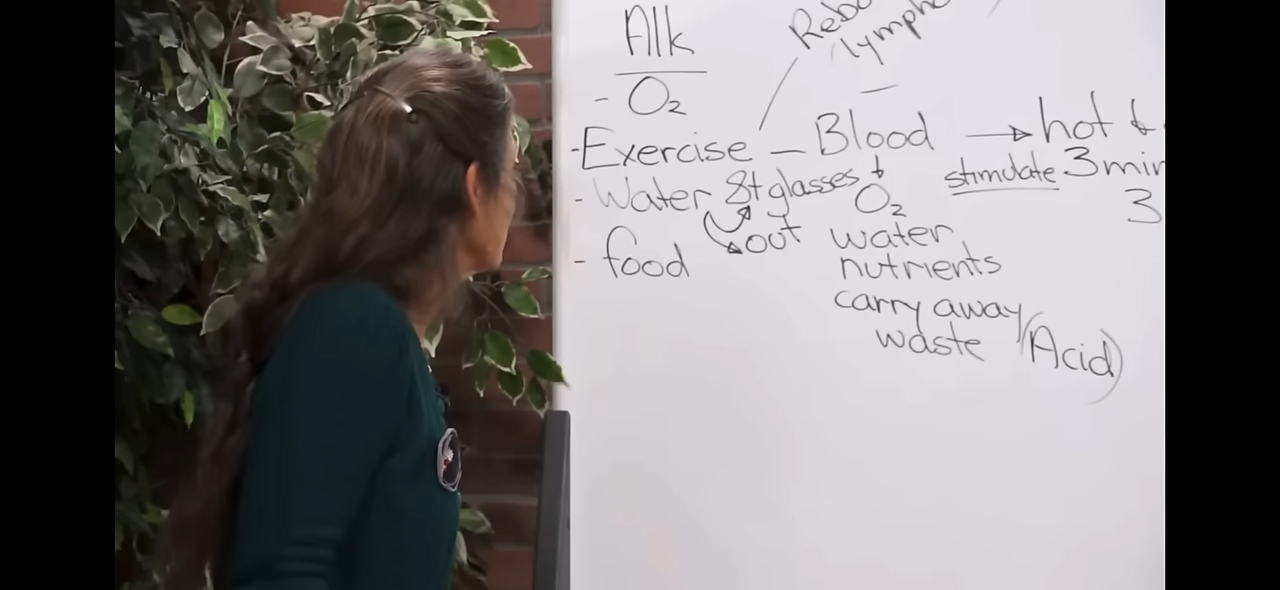 Alk
lymph
- O₂
-Exercise – Blood → hot &
stimulate 3 min
- Water 8+ glasses O₂ 3
out water
- food nutrients
carry away
waste (Acid)